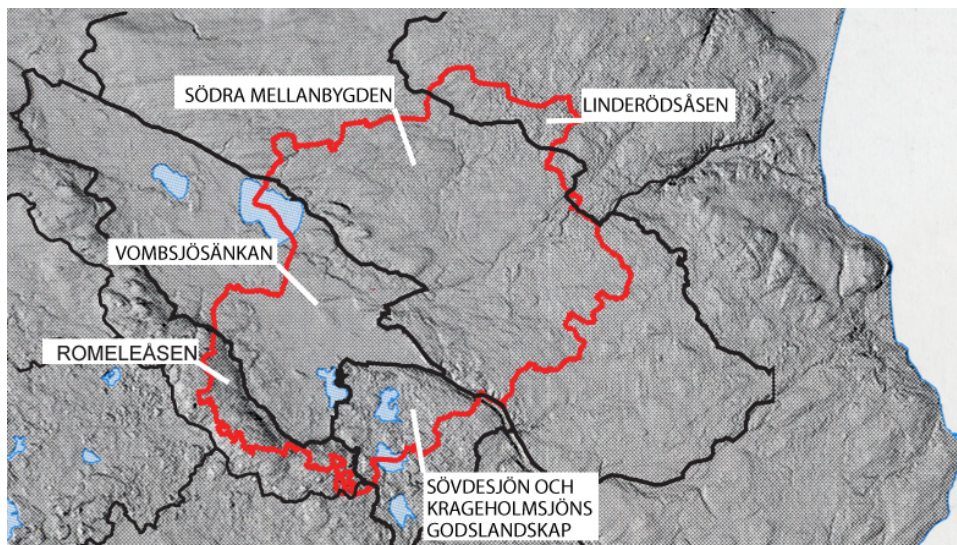 SÖDRA MELLANBYGDEN
LINDERÖDSÅSEN
VOMBSJÖSÄNKAN
ROMELEÅSEN
SÖVDESJÖN OCH
KRAGEHOLMSJÖNS
GODSLANDSKAP